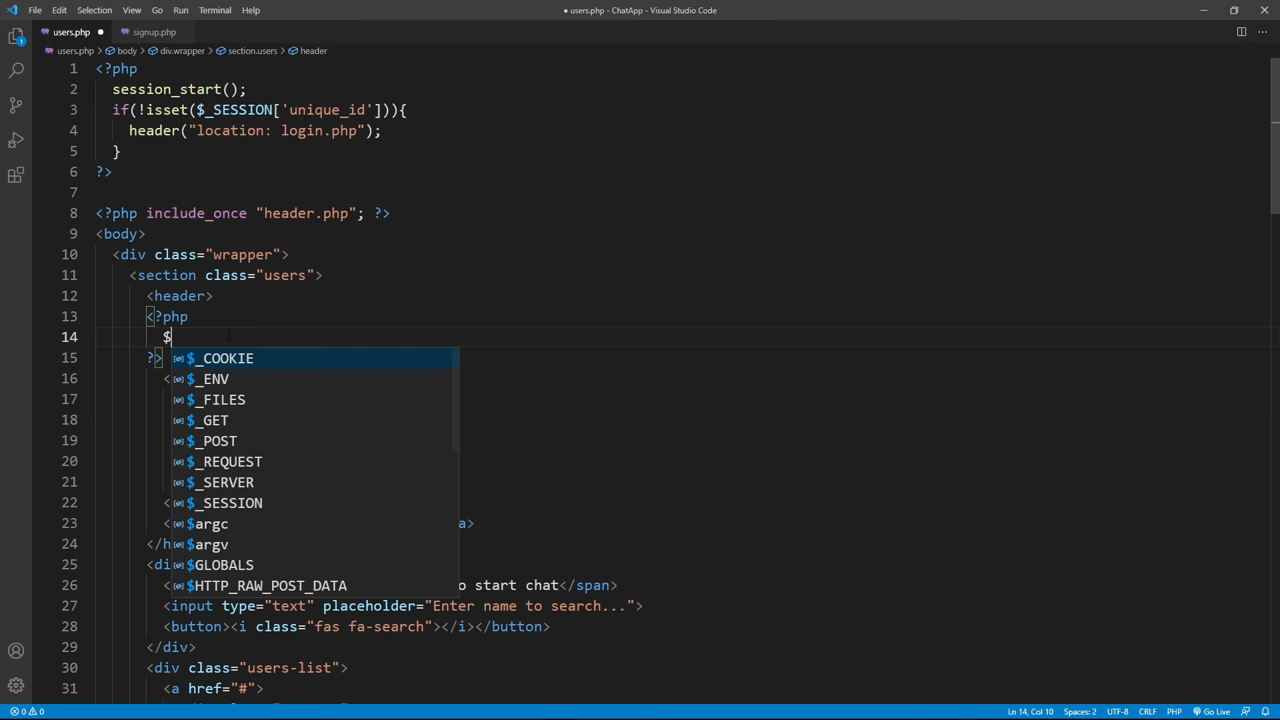 File Edit Selection View Go Run Terminal Help
● users.php - ChatApp - Visual Studio Code
users.php ● signup.php
users.php > body > div.wrapper > section.users > header
1 <?php
2 session_start();
3 if(!isset($_SESSION['unique_id'])){
4 header("location: login.php");
5 }
6 ?>
7
8 <?php include_once "header.php"; ?>
9 <body>
10 <div class="wrapper">
11 <section class="users">
12 <header>
13 <?php
14 $
15 ?>
$_COOKIE
16 <
$_ENV
17 <
$_FILES
18
$_GET
19
$_POST
20
$_REQUEST
21
$_SERVER
22 <
$_SESSION
23 <
$argc
a>
24 </h
$argv
25 <di
$GLOBALS
26 <
$HTTP_RAW_POST_DATA
o start chat</span>
27 <input type="text" placeholder="Enter name to search...">
28 <button><i class="fas fa-search"></i></button>
29 </div>
30 <div class="users-list">
31 <a href="#">
1
0 0
Ln 14, Col 10 Spaces: 2 UTF-8 CRLF PHP Go Live